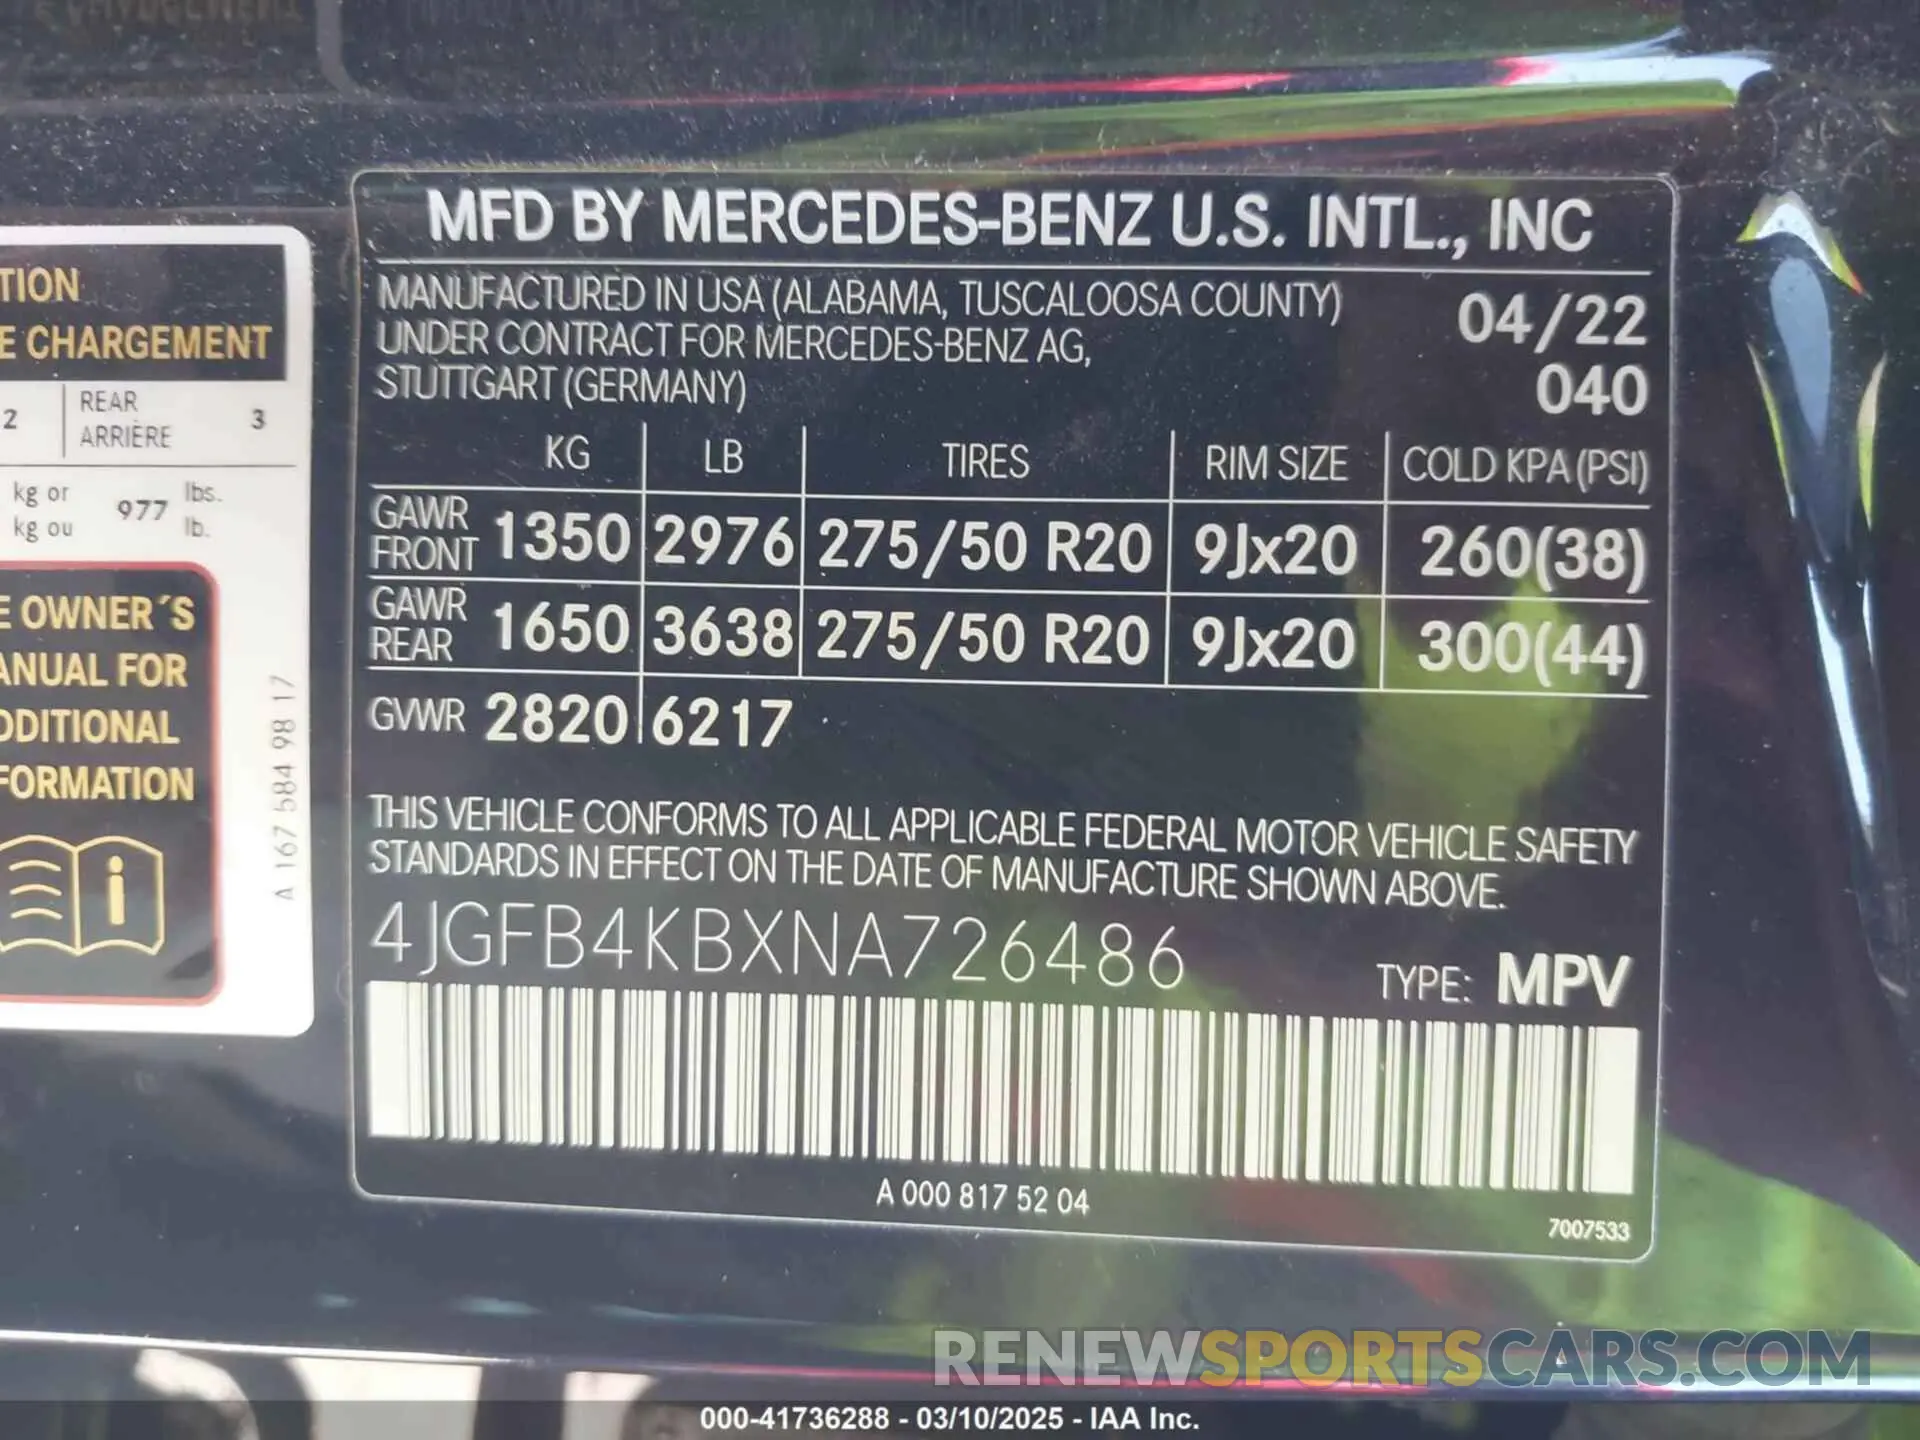 TION
E CHARGEMENT
2 REAR 3
ARRIÈRE
kg or 977 lbs.
kg ou lb.
E OWNER´S
ANUAL FOR
DDITIONAL
FORMATION
A 167 584 98 17
MFD BY MERCEDES-BENZ U.S. INTL., INC
MANUFACTURED IN USA (ALABAMA, TUSCALOOSA COUNTY) 04/22
UNDER CONTRACT FOR MERCEDES-BENZ AG,
STUTTGART (GERMANY) 040
KG LB TIRES RIM SIZE COLD KPA (PSI)
GAWR FRONT 1350 2976 275/50 R20 9Jx20 260(38)
GAWR REAR 1650 3638 275/50 R20 9Jx20 300(44)
GVWR 2820 6217
THIS VEHICLE CONFORMS TO ALL APPLICABLE FEDERAL MOTOR VEHICLE SAFETY
STANDARDS IN EFFECT ON THE DATE OF MANUFACTURE SHOWN ABOVE.
4JGFB4KBXNA726486
TYPE: MPV
A 000 817 52 04
7007533
RENEWSPORTSCARS.COM
000-41736288 - 03/10/2025 - IAA Inc.